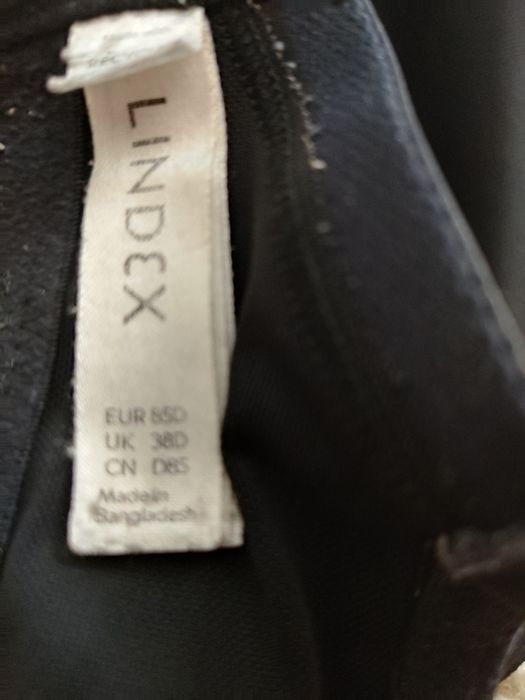 LINDEX
EUR 85D
UK 38D
CN D85
Made in
Bangladesh